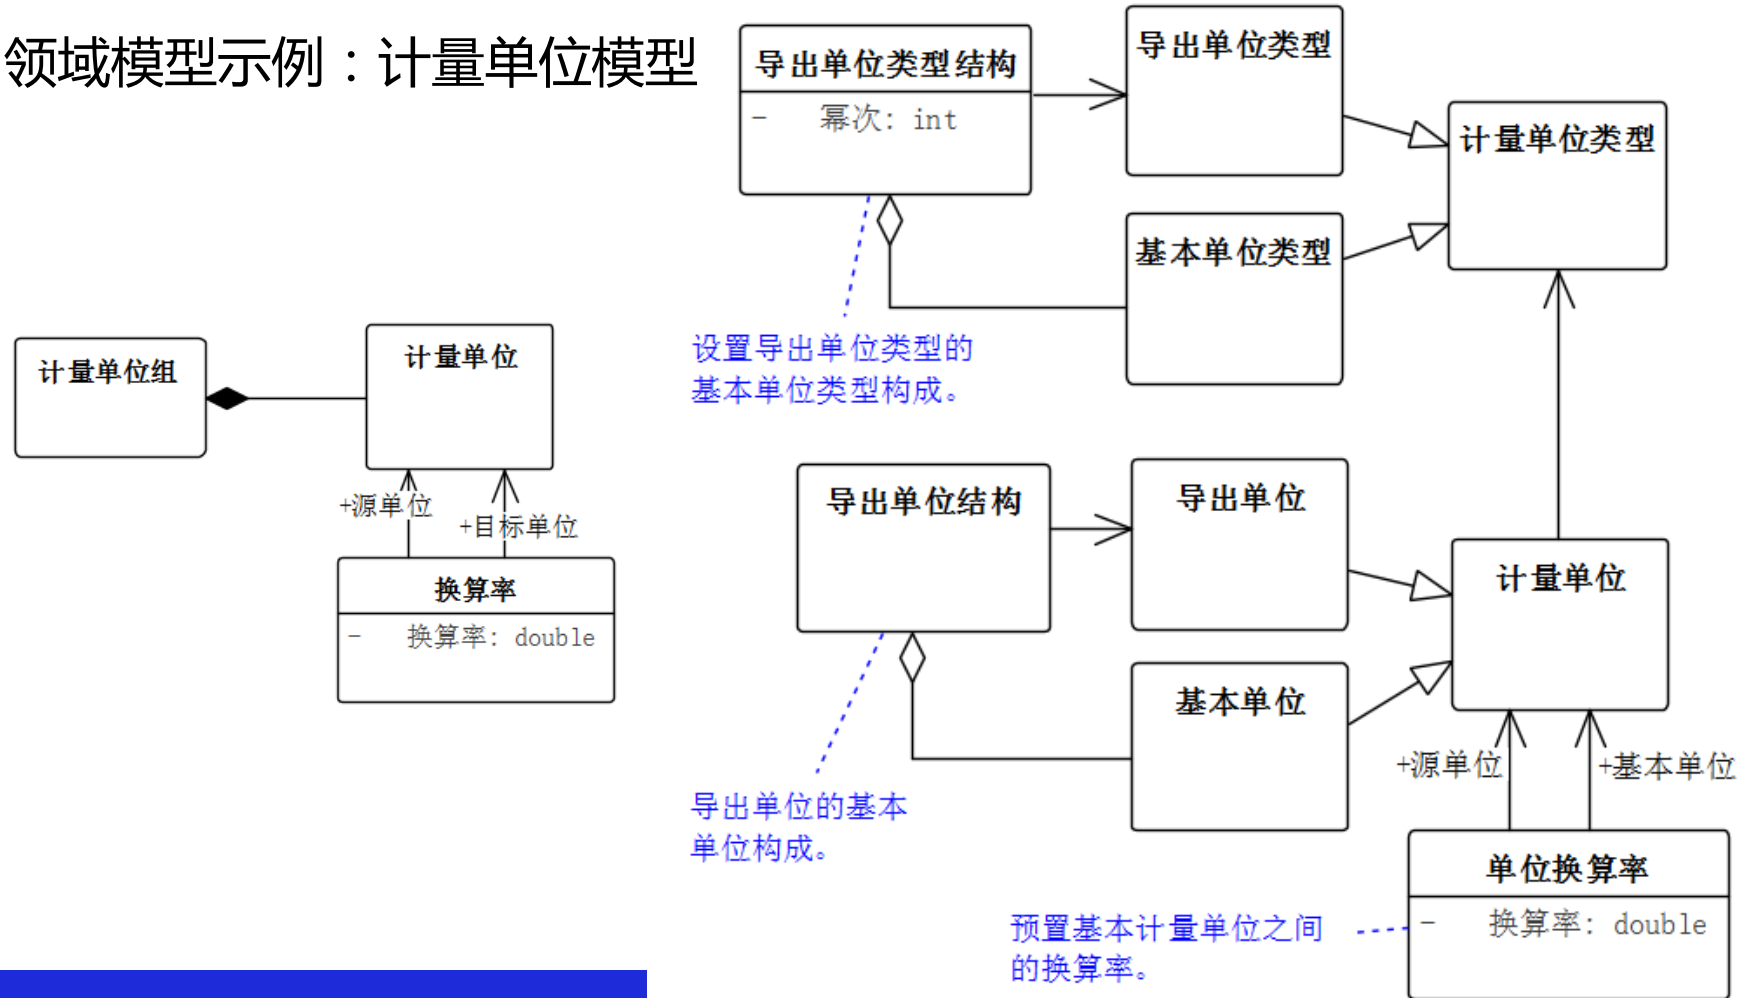 领域模型示例：计量单位模型
计量单位组
计量单位
+源单位
+目标单位
换算率
- 换算率: double
导出单位类型结构
- 幂次: int
导出单位类型
计量单位类型
基本单位类型
设置导出单位类型的
基本单位类型构成。
导出单位结构
导出单位
计量单位
基本单位
导出单位的基本
单位构成。
+源单位
+基本单位
单位换算率
- 换算率: double
预置基本计量单位之间
的换算率。